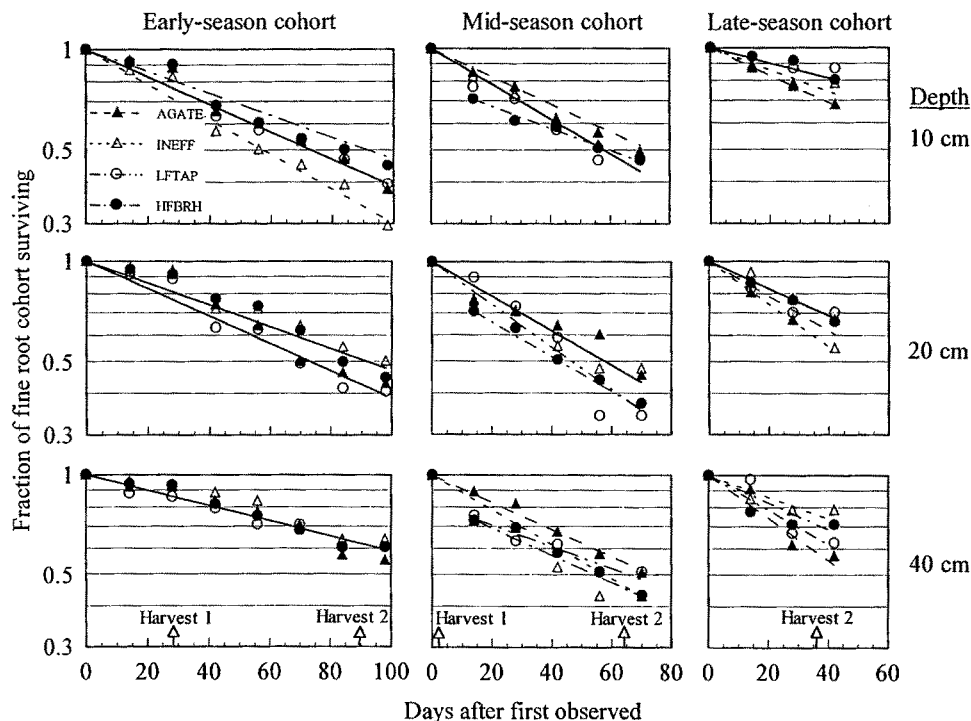 Early-season cohort
Mid-season cohort
Late-season cohort
Fraction of fine root cohort surviving
1
0.5
0.3
AGATE
INEFF
LFTAP
HFBRH
Depth
10 cm
1
0.5
0.3
20 cm
1
0.5
0.3
40 cm
Harvest 1
Harvest 2
Harvest 1
Harvest 2
Harvest 2
0 20 40 60 80 100
0 20 40 60 80
0 20 40 60
Days after first observed